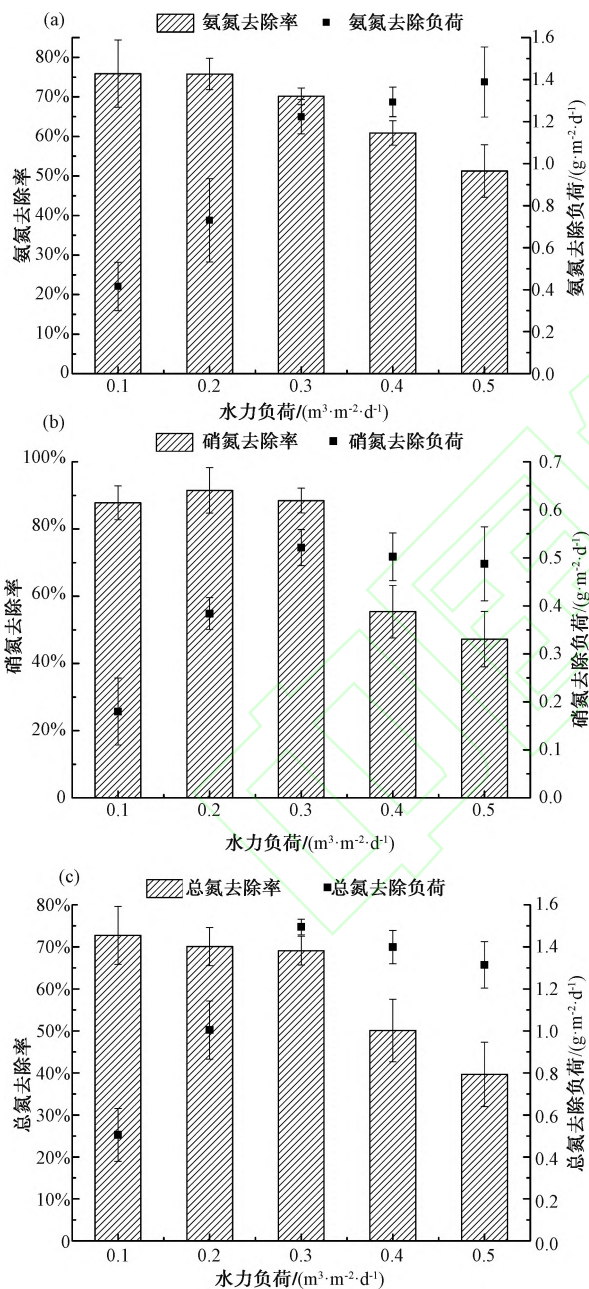 (a)
氨氮去除率 氨氮去除负荷
80%
70%
60%
50%
40%
30%
20%
10%
0
氨氮去除率
1.6
1.4
1.2
1.0
0.8
0.6
0.4
0.2
0.0
氨氮去除负荷/(g·m-2·d-1)
0.1 0.2 0.3 0.4 0.5
水力负荷/(m³·m-2·d-1)
(b)
硝氮去除率 硝氮去除负荷
100%
80%
60%
40%
20%
0
硝氮去除率
0.7
0.6
0.5
0.4
0.3
0.2
0.1
0.0
硝氮去除负荷/(g·m-2·d-1)
0.1 0.2 0.3 0.4 0.5
水力负荷/(m³·m-2·d-1)
(c)
总氮去除率 总氮去除负荷
80%
70%
60%
50%
40%
30%
20%
10%
0
总氮去除率
1.6
1.4
1.2
1.0
0.8
0.6
0.4
0.2
0.0
总氮去除负荷/(g·m-2·d-1)
0.1 0.2 0.3 0.4 0.5
水力负荷/(m³·m-2·d-1)